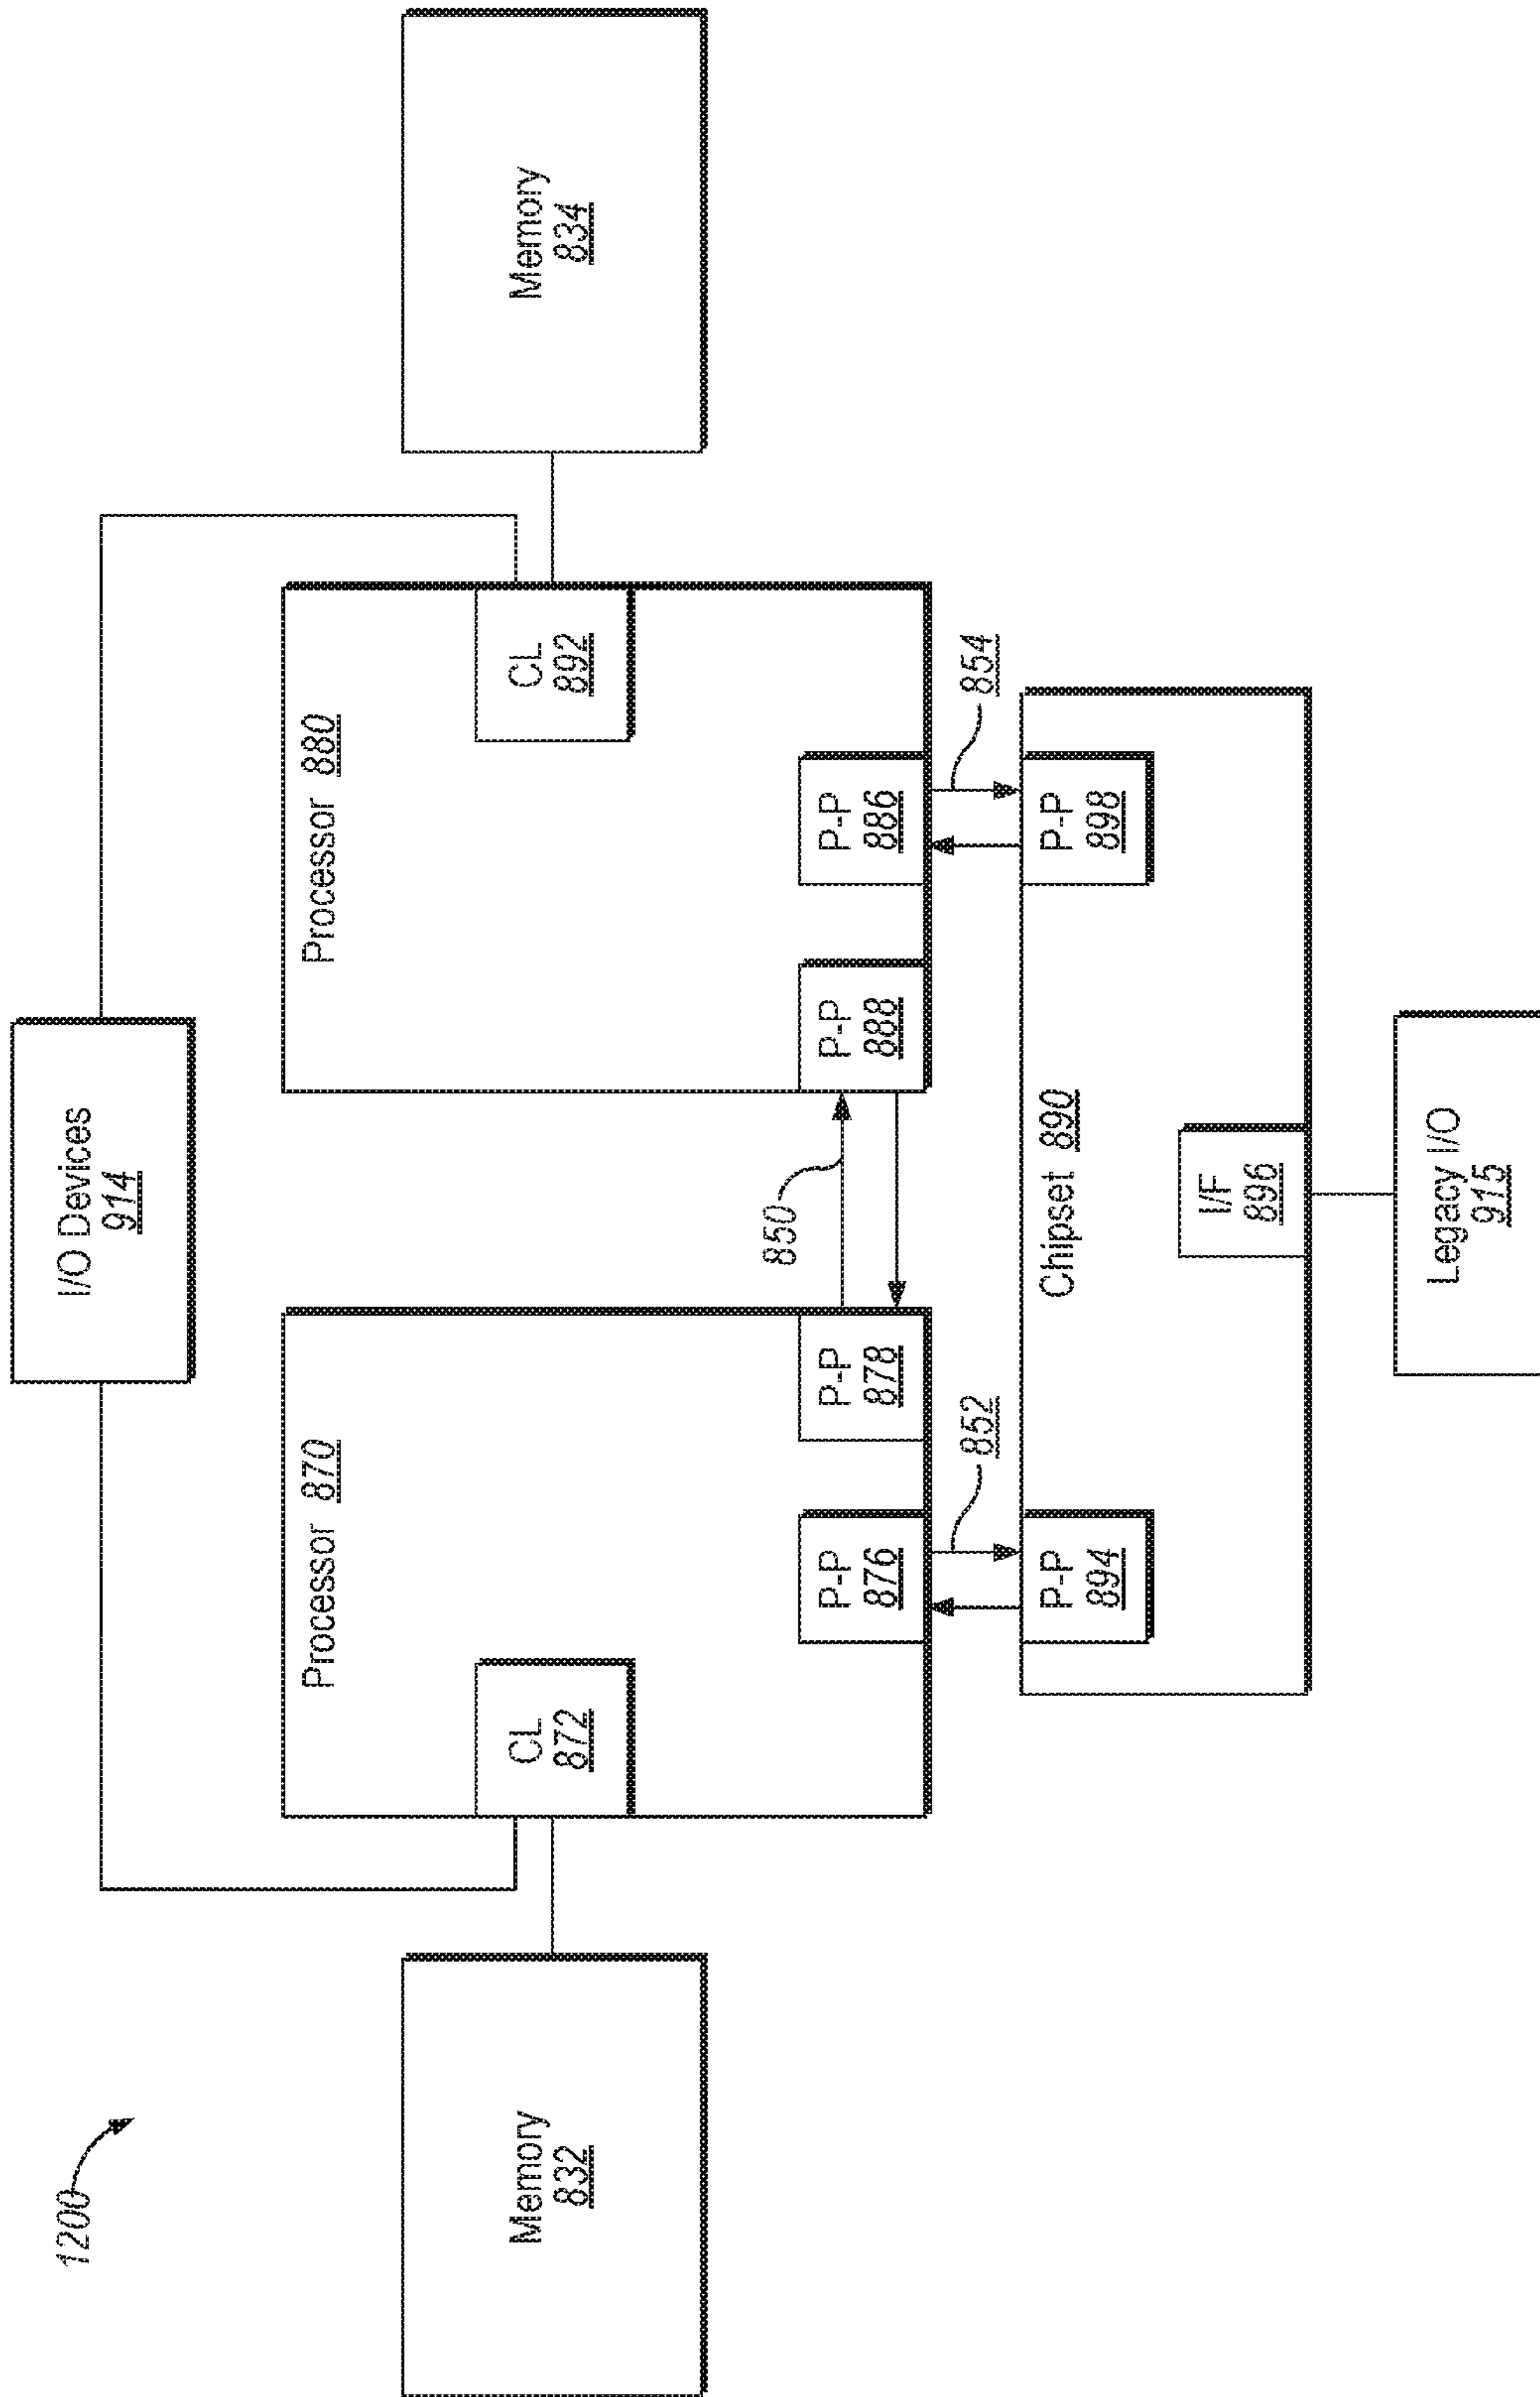 1200
I/O Devices
914
Memory
832
Processor 870
CL
872
P-P
876
P-P
878
850
Processor 880
CL
892
P-P
888
P-P
886
Memory
834
852
854
P-P
894
Chipset 890
P-P
898
I/F
896
Legacy I/O
915